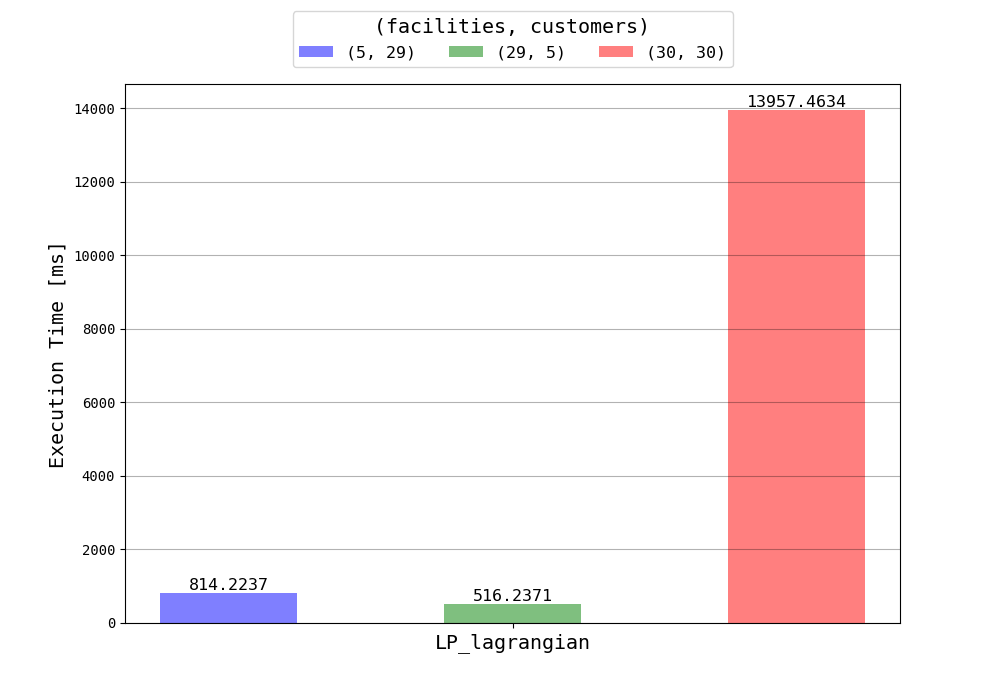 (facilities, customers)
(5, 29) (29, 5) (30, 30)
Execution Time [ms]
14000
12000
10000
8000
6000
4000
2000
0
13957.4634
814.2237
516.2371
LP_lagrangian